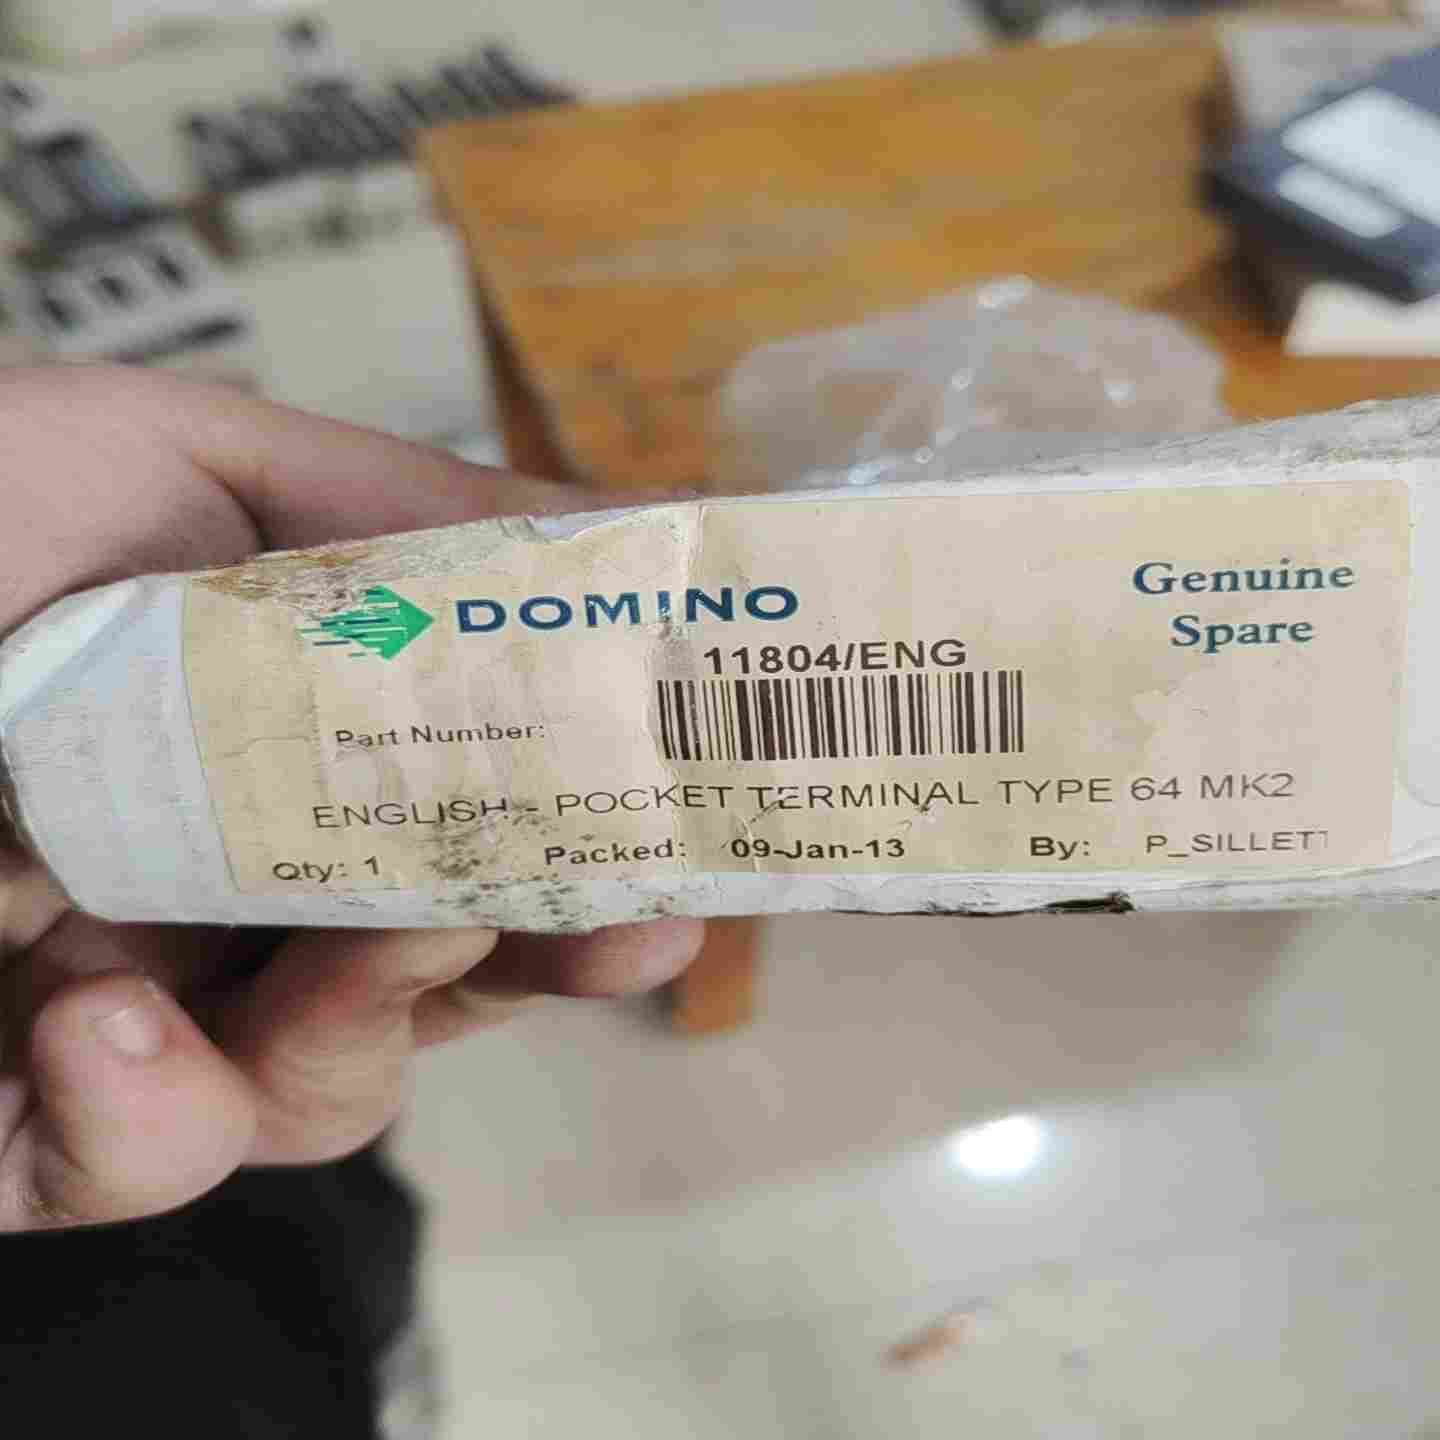 DOMINO
Genuine
Spare
11804/ENG
Part Number:
ENGLISH - POCKET TERMINAL TYPE 64 MK2
Qty: 1 Packed: 09-Jan-13 By: P_SILLETT